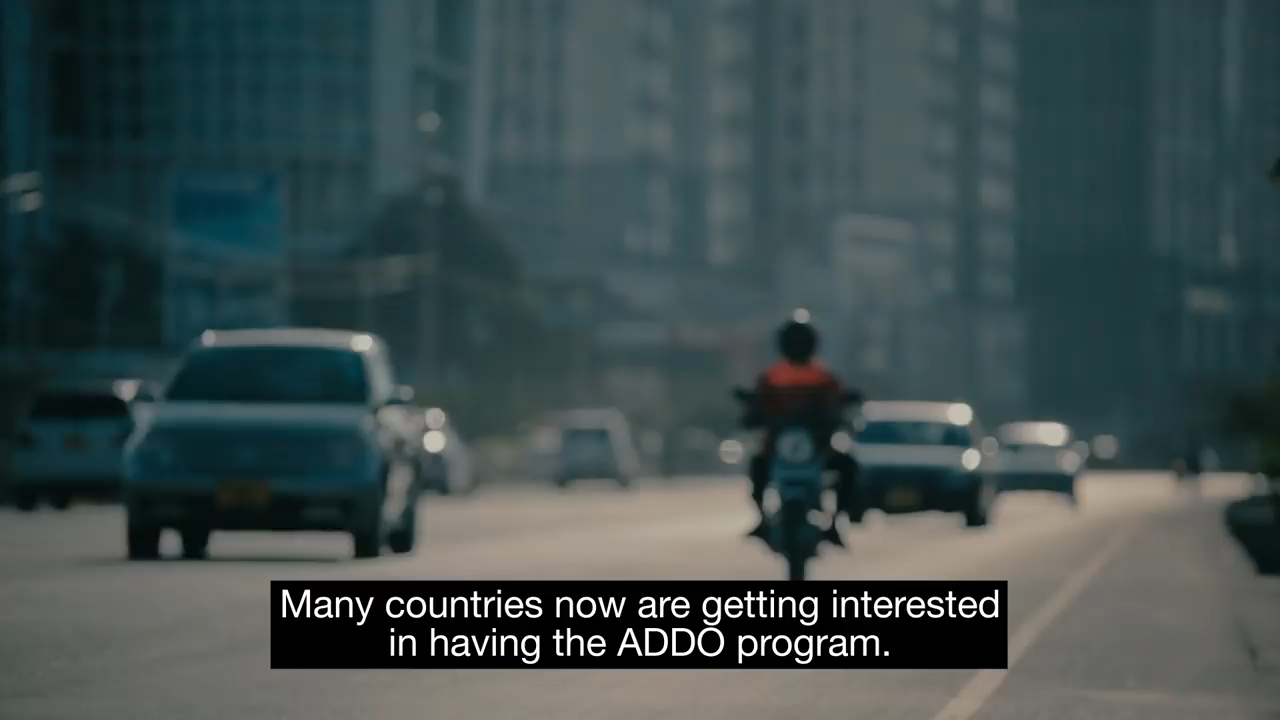 Many countries now are getting interested
in having the ADDO program.